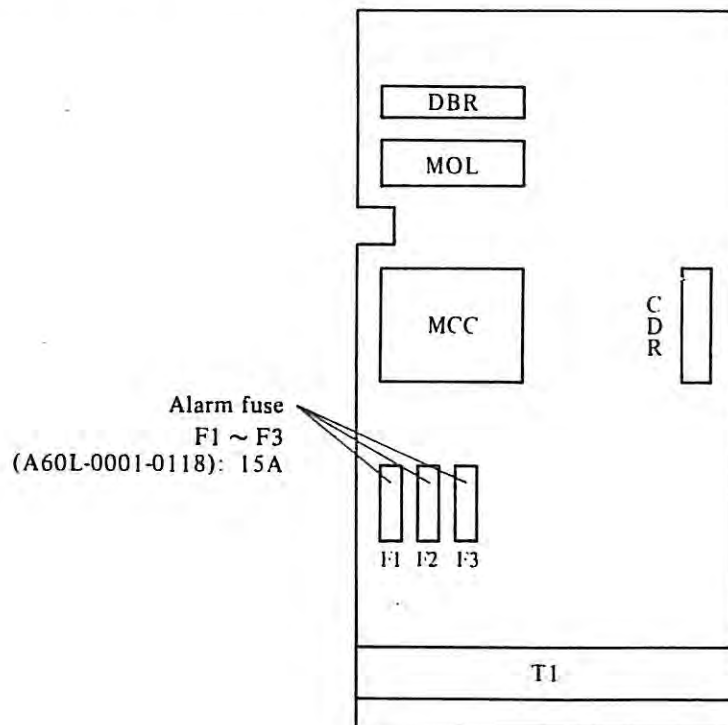 DBR
MOL
MCC
C
D
R
Alarm fuse
F1 ~ F3
(A60L-0001-0118): 15A
F1 F2 F3
T1